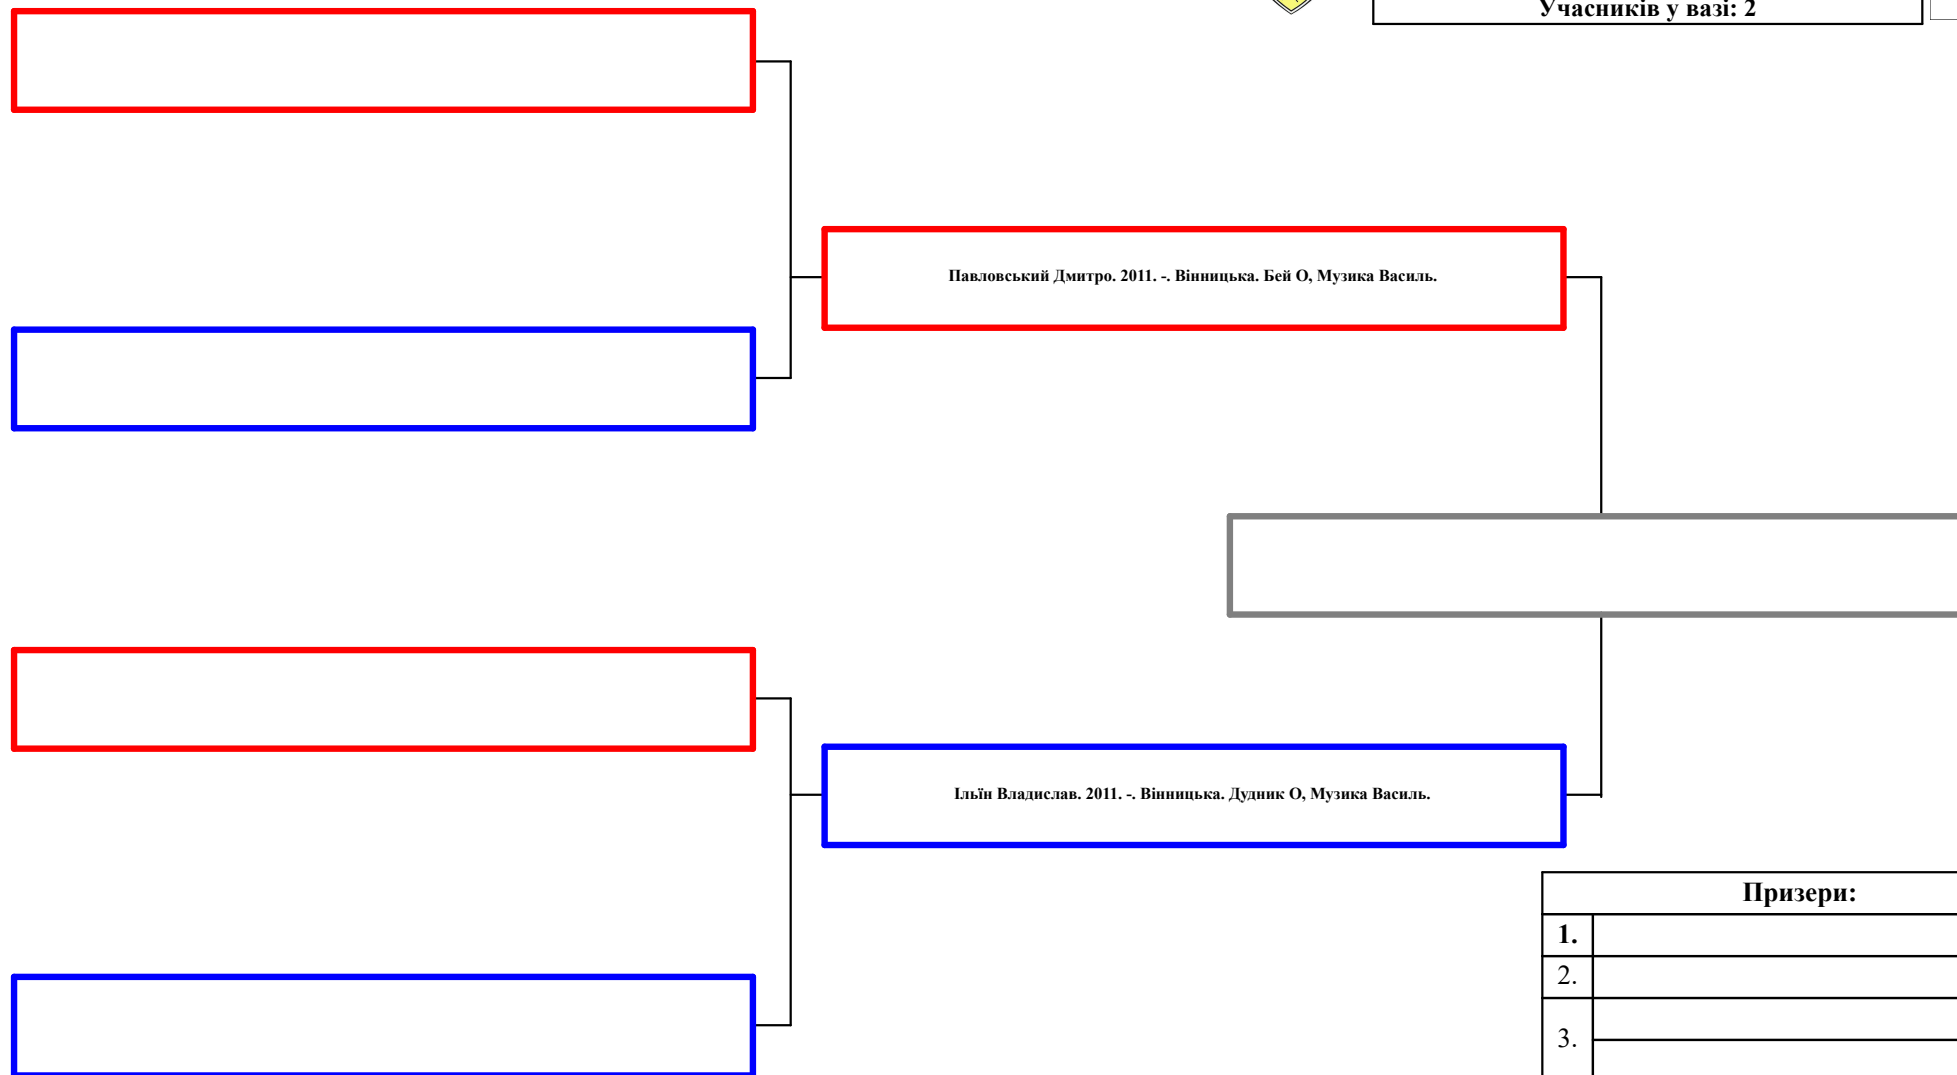 Учасників у вазі: 2
Павловський Дмитро. 2011. -. Вінницька. Бей О, Музика Василь.
Ільїн Владислав. 2011. -. Вінницька. Дудник О, Музика Василь.
Призери:
1.
2.
3.